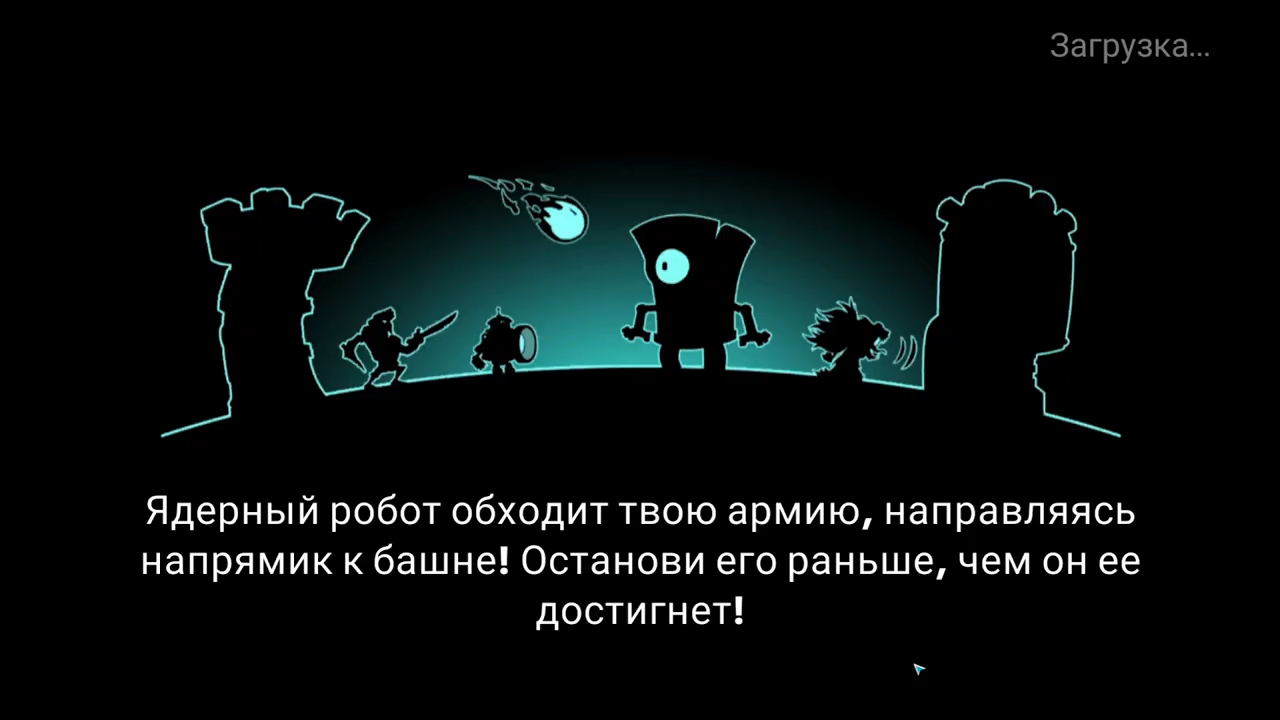 Загрузка...
Ядерный робот обходит твою армию, направляясь
напрямик к башне! Останови его раньше, чем он ее
достигнет!